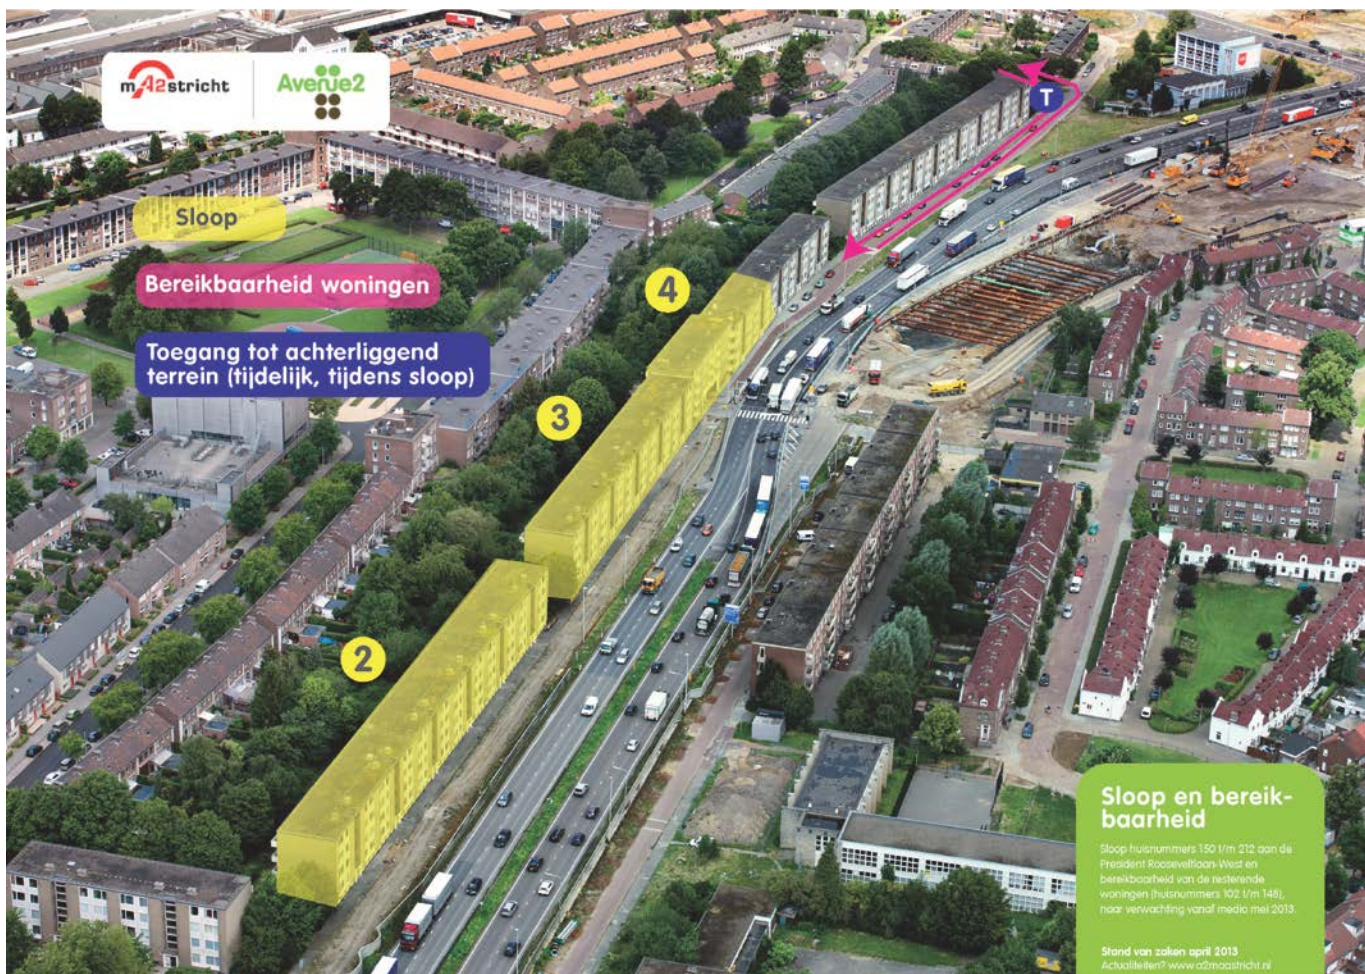 mA2stricht
Avenue2
Sloop
Bereikbaarheid woningen
Toegang tot achterliggend
terrein (tijdelijk, tijdens sloop)
T
4
3
2
Sloop en bereik-
baarheid
Sloop huisnummers 150 t/m 212 aan de
President Rooseveltlaan-West en
bereikbaarheid van de resterende
woningen (huisnummers 102 t/m 148),
naar verwachting vanaf medio mei 2013.
Stand van zaken april 2013
Actualiteiten? www.a2maastricht.nl